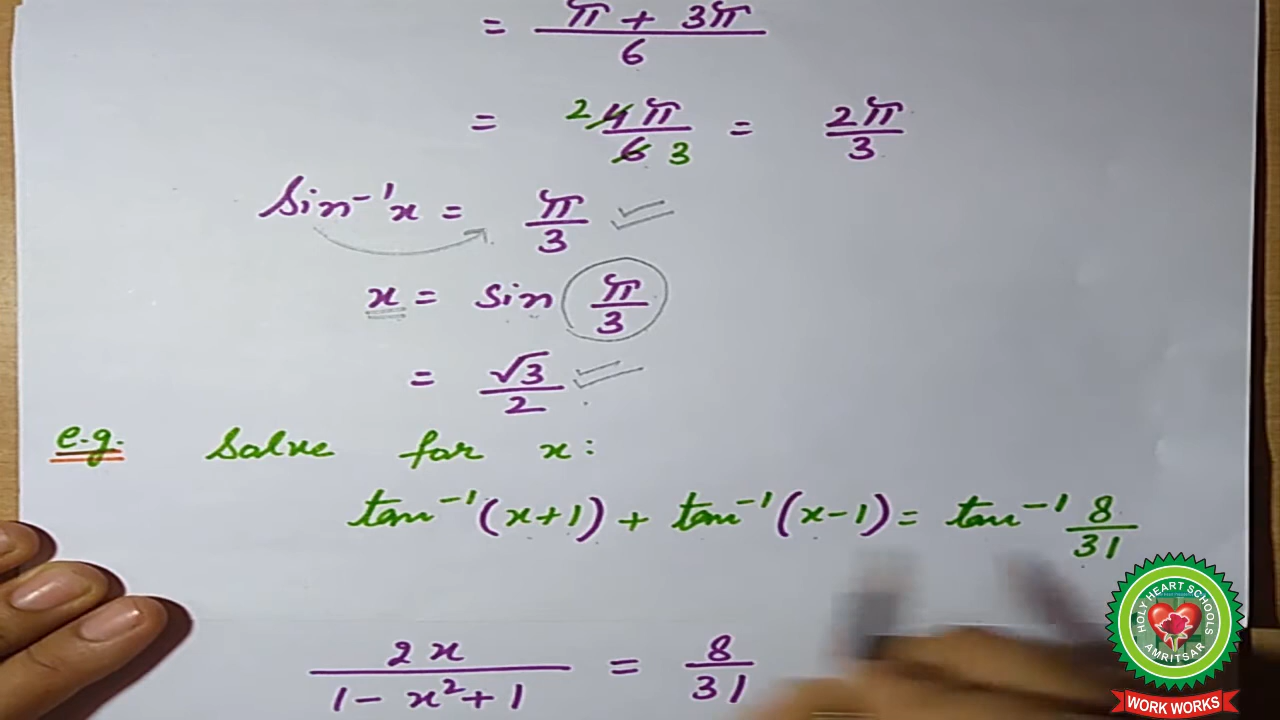 = π + 3π / 6
= 2 4π / 6 3 = 2π / 3
Sin⁻¹x = π / 3
x = sin π / 3
= √3 / 2
e.g. Solve for x:
tan⁻¹(x+1) + tan⁻¹(x-1) = tan⁻¹ 8 / 31
2x / 1 - x² + 1 = 8 / 31
HOLY HEART SCHOOLS
AMRITSAR
WORK WORKS